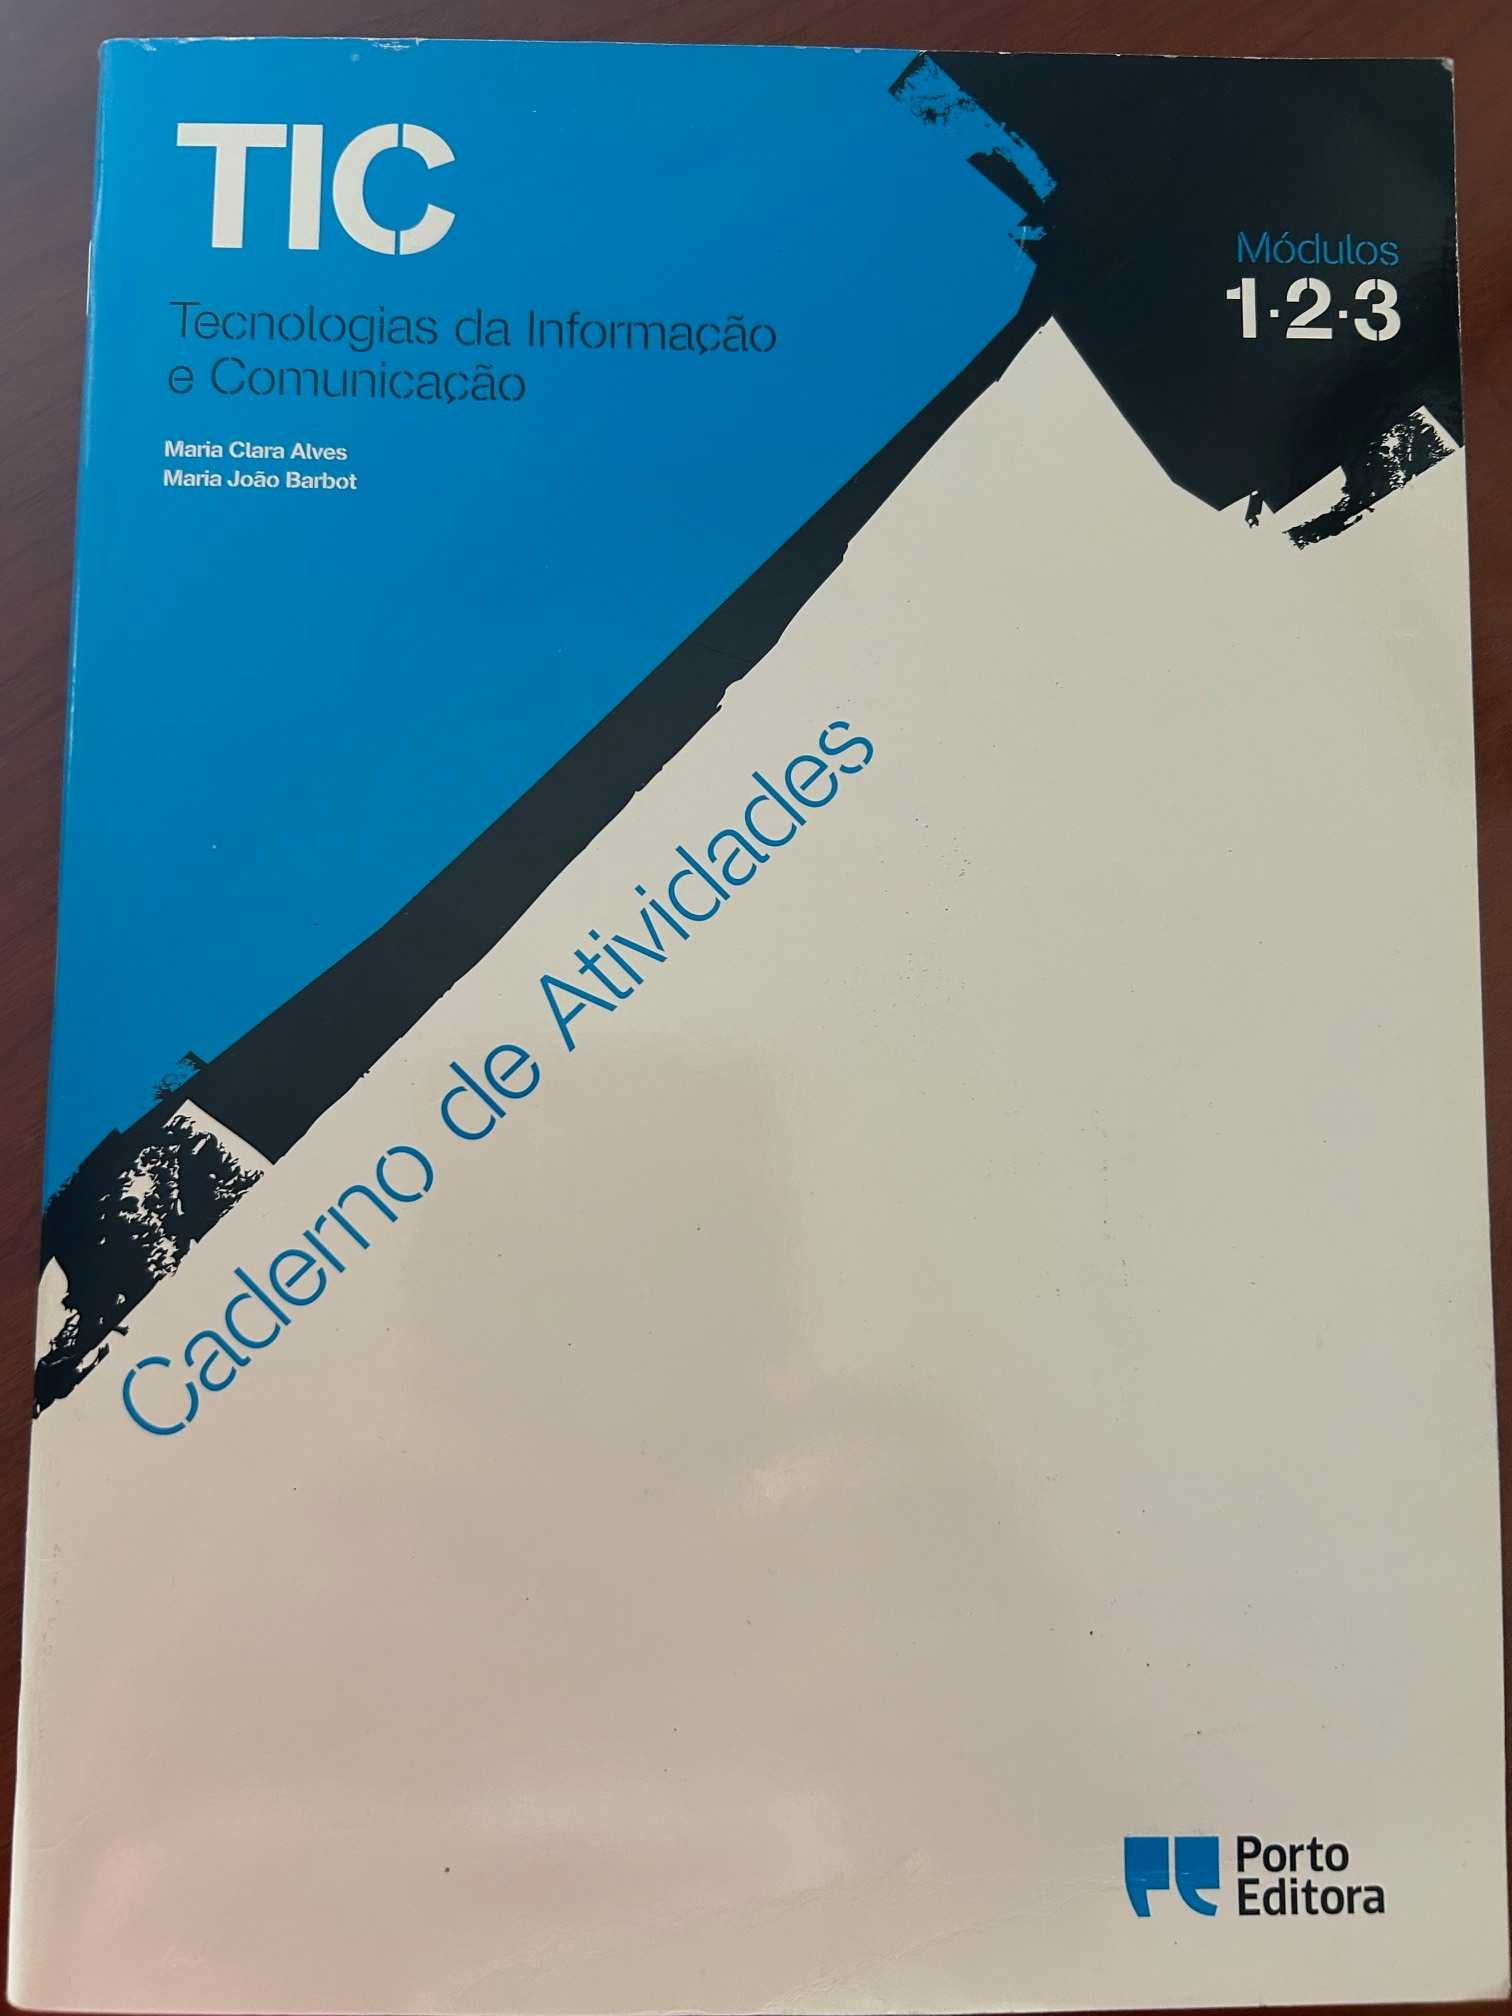 TIC
Tecnologias da Informação
e Comunicação
Maria Clara Alves
Maria João Barbot
Módulos
1·2·3
Caderno de Atividades
Porto
Editora